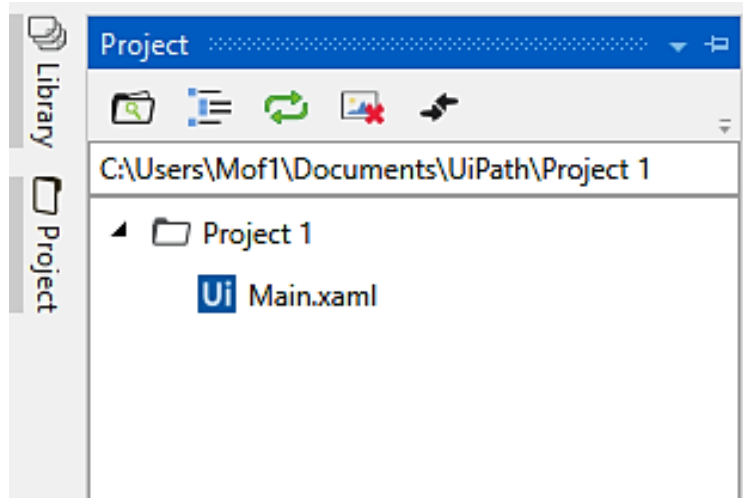 Library
Project
Project
C:\Users\Mof1\Documents\UiPath\Project 1
Project 1
Ui Main.xaml